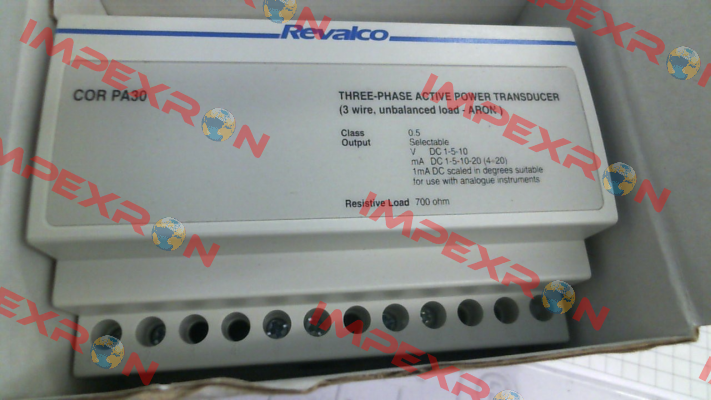 Revalco
COR PA30
THREE-PHASE ACTIVE POWER TRANSDUCER
(3 wire, unbalanced load - ARON)
Class 0.5
Output Selectable
V DC 1-5-10
mA DC 1-5-10-20 (4-20)
1mA DC scaled in degrees suitable
for use with analogue instruments
Resistive Load 700 ohm
IMPEXRON
IMPEXRON
IMPEXRON
IMPEXRON
IMPEXRON
IMPEXRON